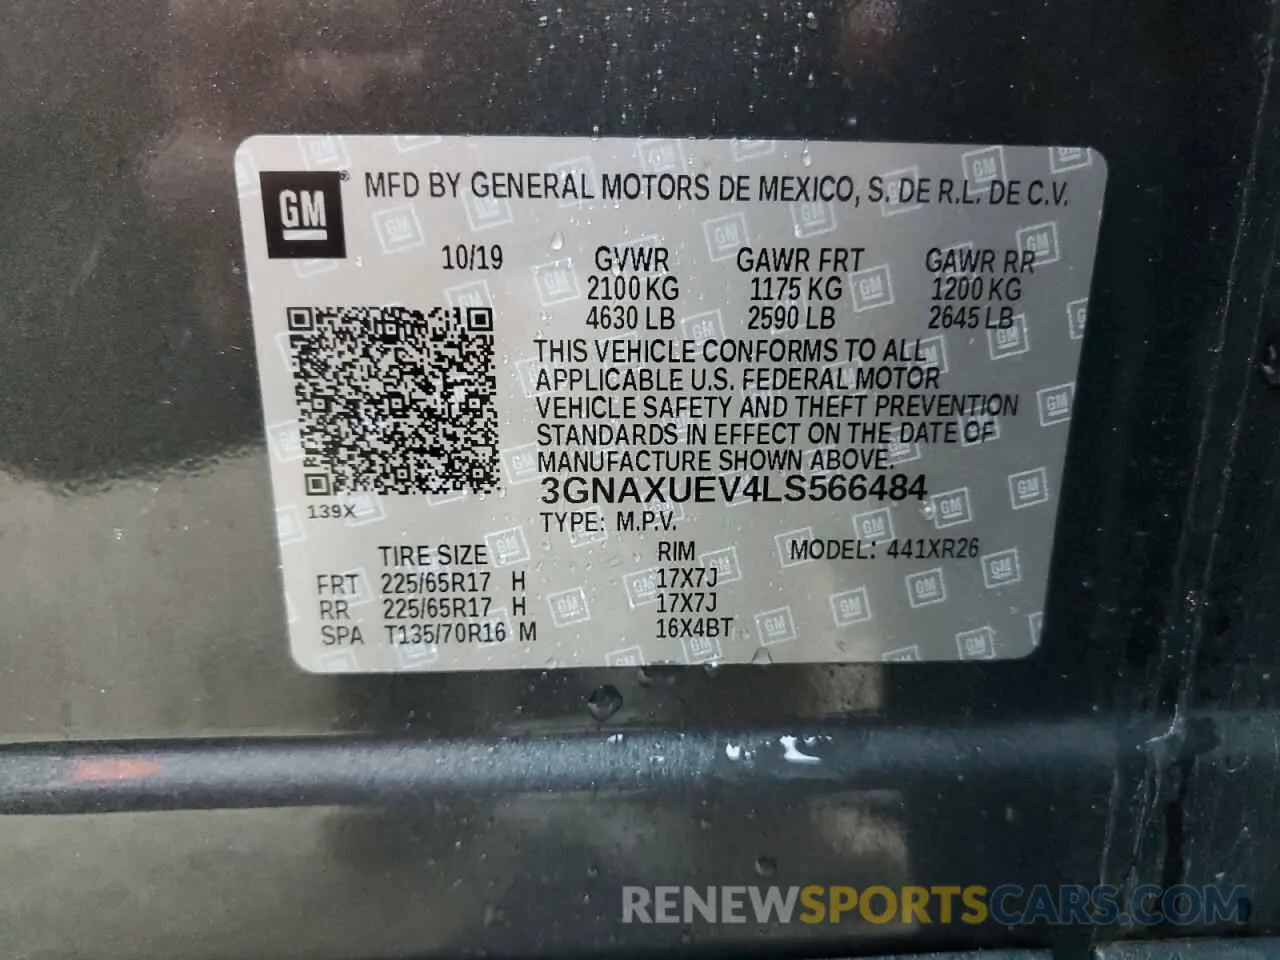 GM ® MFD BY GENERAL MOTORS DE MEXICO, S. DE R.L. DE C.V.
10/19 GVWR GAWR FRT GAWR RR
2100 KG 1175 KG 1200 KG
4630 LB 2590 LB 2645 LB
THIS VEHICLE CONFORMS TO ALL
APPLICABLE U.S. FEDERAL MOTOR
VEHICLE SAFETY AND THEFT PREVENTION
STANDARDS IN EFFECT ON THE DATE OF
MANUFACTURE SHOWN ABOVE.
3GNAXUEV4LS566484
139X
TYPE: M.P.V.
TIRE SIZE RIM MODEL: 441XR26
FRT 225/65R17 H 17X7J
RR 225/65R17 H 17X7J
SPA T135/70R16 M 16X4BT
RENEWSPORTSCARS.COM